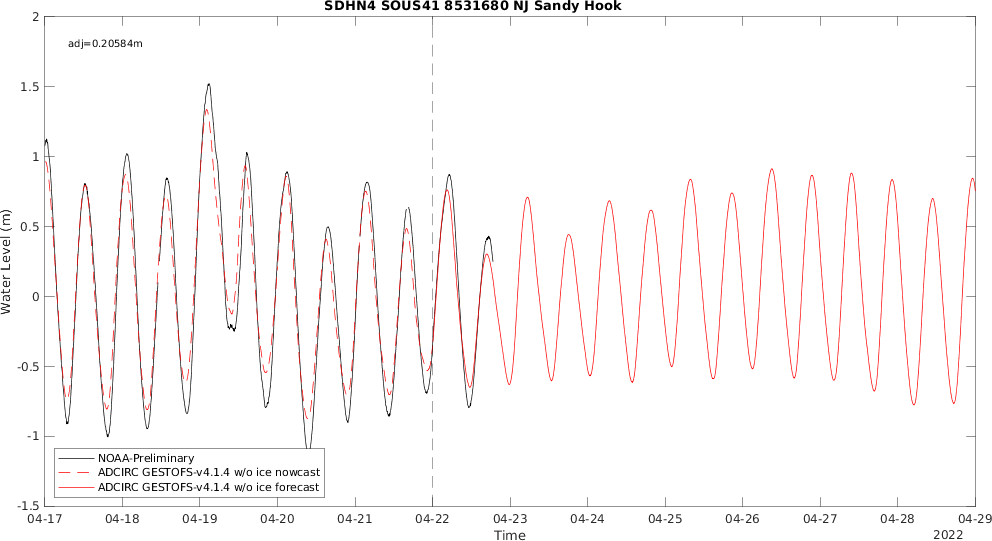 SDHN4 SOUS41 8531680 NJ Sandy Hook
adj=0.20584m
2
1.5
1
0.5
0
-0.5
-1
-1.5
Water Level (m)
NOAA-Preliminary
ADCIRC GESTOFS-v4.1.4 w/o ice nowcast
ADCIRC GESTOFS-v4.1.4 w/o ice forecast
04-17 04-18 04-19 04-20 04-21 04-22 04-23 04-24 04-25 04-26 04-27 04-28 04-29
Time
2022